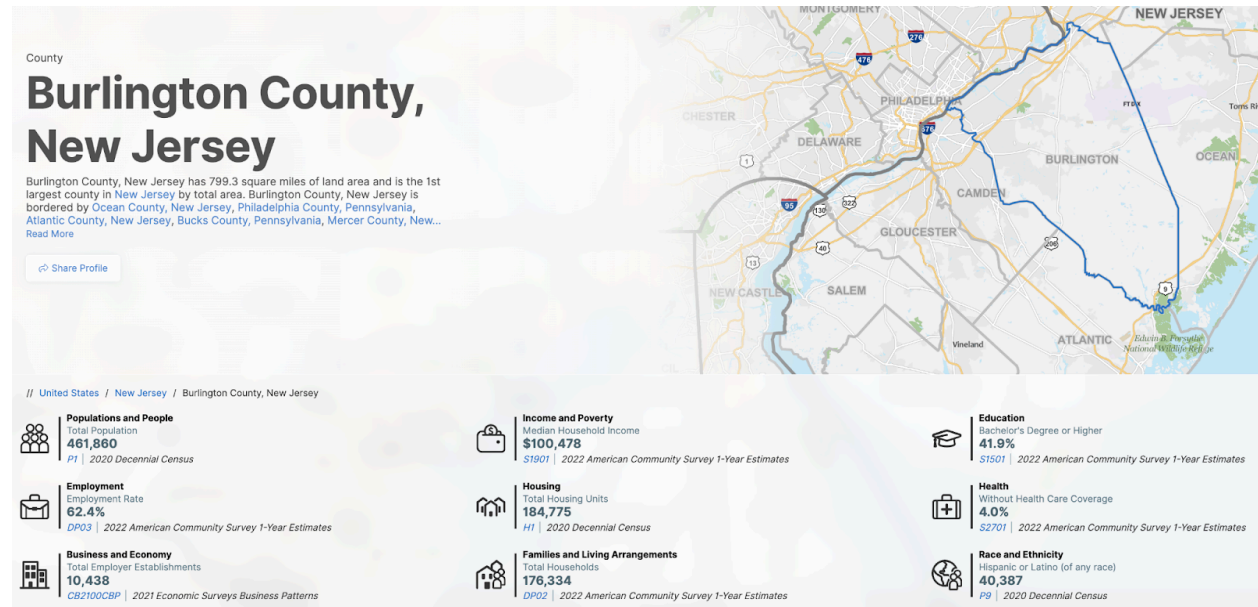 County
Burlington County,
New Jersey
Burlington County, New Jersey has 799.3 square miles of land area and is the 1st
largest county in New Jersey by total area. Burlington County, New Jersey is
bordered by Ocean County, New Jersey, Philadelphia County, Pennsylvania,
Atlantic County, New Jersey, Bucks County, Pennsylvania, Mercer County, New...
Read More
Share Profile
MONTGOMERY
NEW JERSEY
276
476
PHILADELPHIA
FT DIX
Toms Ri
CHESTER
676
DELAWARE
1
BURLINGTON
OCEAN
CAMDEN
95
130
322
GLOUCESTER
40
206
13
NEW CASTLE
SALEM
9
Vineland
ATLANTIC
Edwin B. Forsythe
National Wildlife Refuge
// United States / New Jersey / Burlington County, New Jersey
Populations and People
Total Population
461,860
P1 | 2020 Decennial Census
Income and Poverty
Median Household Income
$100,478
S1901 | 2022 American Community Survey 1-Year Estimates
Education
Bachelor's Degree or Higher
41.9%
S1501 | 2022 American Community Survey 1-Year Estimates
Employment
Employment Rate
62.4%
DP03 | 2022 American Community Survey 1-Year Estimates
Housing
Total Housing Units
184,775
H1 | 2020 Decennial Census
Health
Without Health Care Coverage
4.0%
S2701 | 2022 American Community Survey 1-Year Estimates
Business and Economy
Total Employer Establishments
10,438
CB2100CBP | 2021 Economic Surveys Business Patterns
Families and Living Arrangements
Total Households
176,334
DP02 | 2022 American Community Survey 1-Year Estimates
Race and Ethnicity
Hispanic or Latino (of any race)
40,387
P9 | 2020 Decennial Census